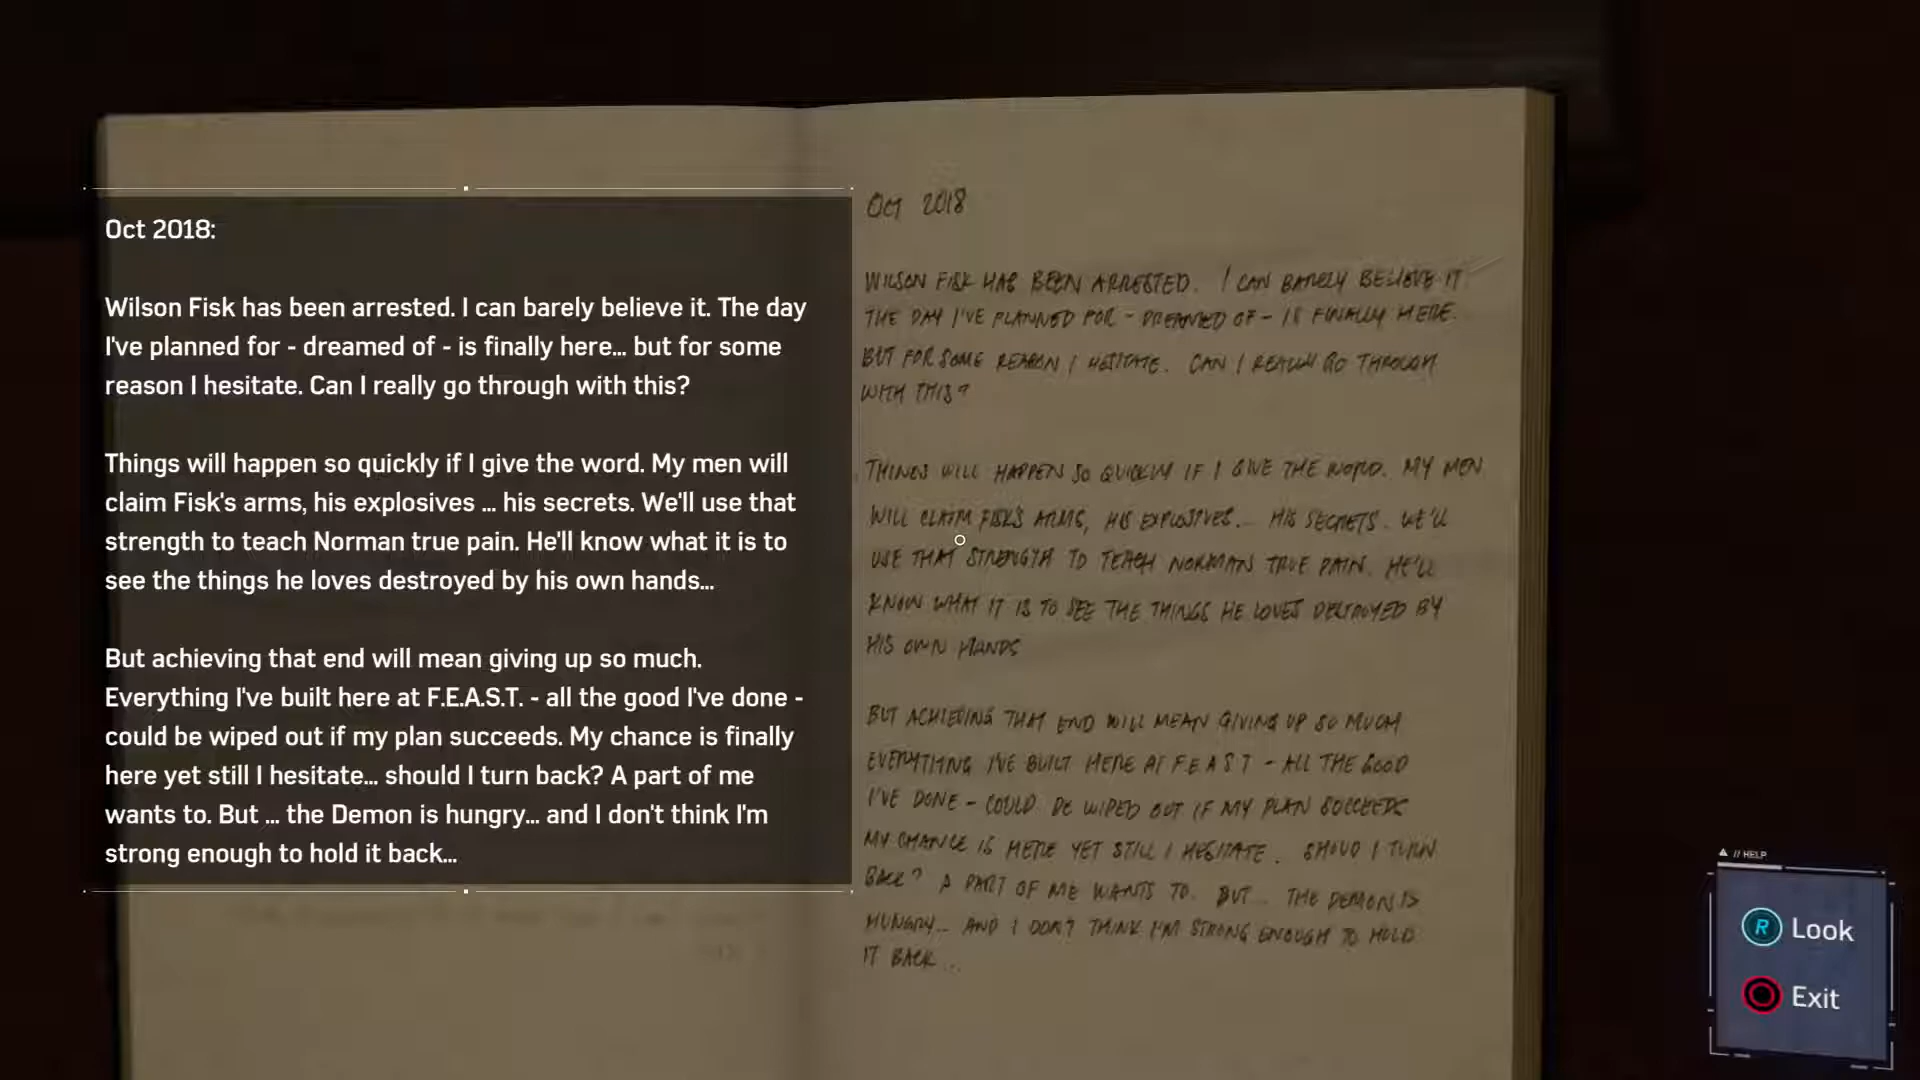 Oct 2018:
Wilson Fisk has been arrested. I can barely believe it. The day
I've planned for - dreamed of - is finally here... but for some
reason I hesitate. Can I really go through with this?
Things will happen so quickly if I give the word. My men will
claim Fisk's arms, his explosives ... his secrets. We'll use that
strength to teach Norman true pain. He'll know what it is to
see the things he loves destroyed by his own hands...
But achieving that end will mean giving up so much.
Everything I've built here at F.E.A.S.T. - all the good I've done -
could be wiped out if my plan succeeds. My chance is finally
here yet still I hesitate... should I turn back? A part of me
wants to. But ... the Demon is hungry... and I don't think I'm
strong enough to hold it back...
OCT 2018
WILSON FISK HAS BEEN ARRESTED. I CAN BARELY BELIEVE IT.
THE DAY I'VE PLANNED FOR - DREAMED OF - IS FINALLY HERE.
BUT FOR SOME REASON I HESITATE. CAN I REALLY GO THROUGH
WITH THIS?
THINGS WILL HAPPEN SO QUICKLY IF I GIVE THE WORD. MY MEN
WILL CLAIM FISK'S ARMS, HIS EXPLOSIVES... HIS SECRETS. WE'LL
USE THAT STRENGTH TO TEACH NORMAN TRUE PAIN. HE'LL
KNOW WHAT IT IS TO SEE THE THINGS HE LOVES DESTROYED BY
HIS OWN HANDS
BUT ACHIEVING THAT END WILL MEAN GIVING UP SO MUCH
EVERYTHING I'VE BUILT HERE AT F.E.A.S.T - ALL THE GOOD
I'VE DONE - COULD BE WIPED OUT IF MY PLAN SUCCEEDS
MY CHANCE IS HERE YET STILL I HESITATE. SHOUD I TURN
BACK? A PART OF ME WANTS TO. BUT... THE DEMON IS
HUNGRY... AND I DON'T THINK I'M STRONG ENOUGH TO HOLD
IT BACK...
// HELP
R Look
Exit